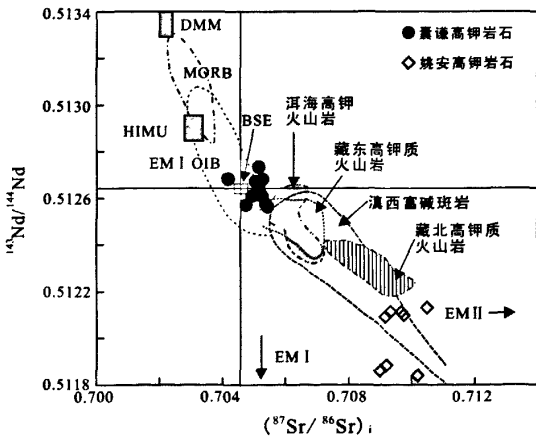 0.5134
DMM
● 囊谦高钾岩石
◇ 姚安高钾岩石
MORB
0.5130
HIMU
BSE
洱海高钾
火山岩
EM I OIB
藏东高钾质
火山岩
0.5126
滇西富碱斑岩
藏北高钾质
火山岩
¹⁴³Nd/¹⁴⁴Nd
0.5122
EM II
EM I
0.5118
0.700
0.704
0.708
0.712
(⁸⁷Sr/⁸⁶Sr)ᵢ